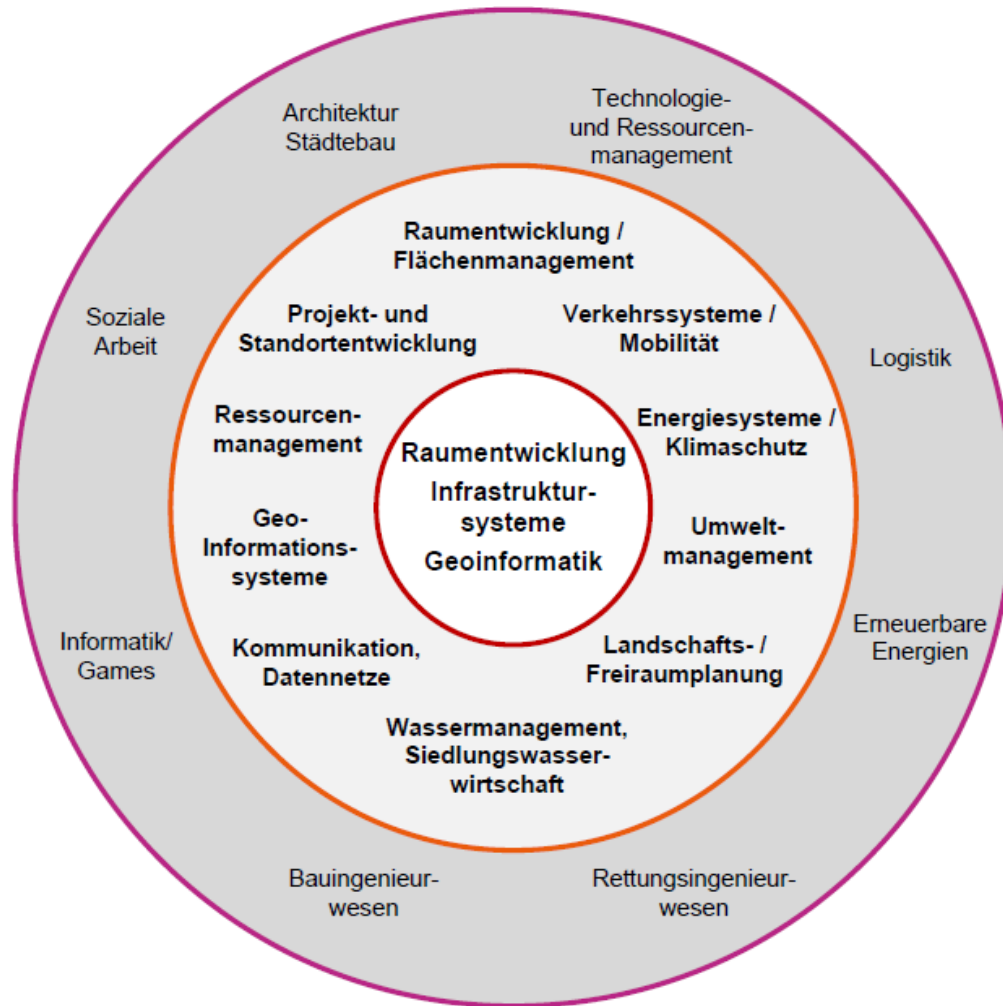 Architektur
Städtebau
Technologie-
und Ressourcen-
management
Raumentwicklung /
Flächenmanagement
Projekt- und
Standortentwicklung
Verkehrssysteme /
Mobilität
Soziale
Arbeit
Logistik
Ressourcen-
management
Energiesysteme /
Klimaschutz
Raumentwicklung
Infrastruktur-
systeme
Geoinformatik
Geo-
Informations-
systeme
Umwelt-
management
Informatik/
Games
Kommunikation,
Datennetze
Landschafts- /
Freiraumplanung
Erneuerbare
Energien
Wassermanagement,
Siedlungswasser-
wirtschaft
Bauingenieur-
wesen
Rettungsingenieur-
wesen